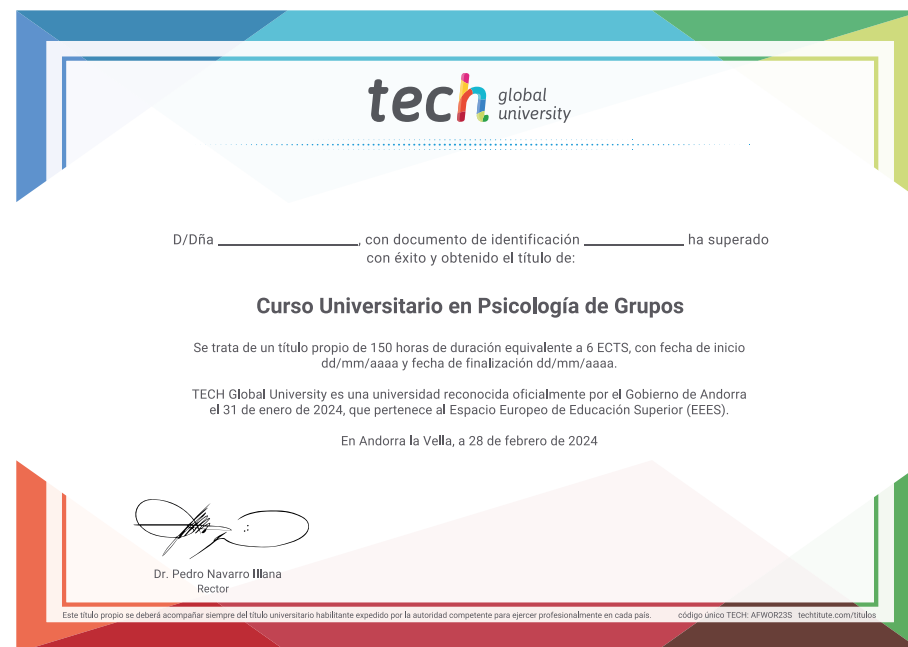 tech global university
D/Dña ____________________, con documento de identificación ______________ ha superado
con éxito y obtenido el título de:
Curso Universitario en Psicología de Grupos
Se trata de un título propio de 150 horas de duración equivalente a 6 ECTS, con fecha de inicio
dd/mm/aaaa y fecha de finalización dd/mm/aaaa.
TECH Global University es una universidad reconocida oficialmente por el Gobierno de Andorra
el 31 de enero de 2024, que pertenece al Espacio Europeo de Educación Superior (EEES).
En Andorra la Vella, a 28 de febrero de 2024
Dr. Pedro Navarro Illana
Rector
Este título propio se deberá acompañar siempre del título universitario habilitante expedido por la autoridad competente para ejercer profesionalmente en cada país. código único TECH: AFWOR23S techtitute.com/titulos